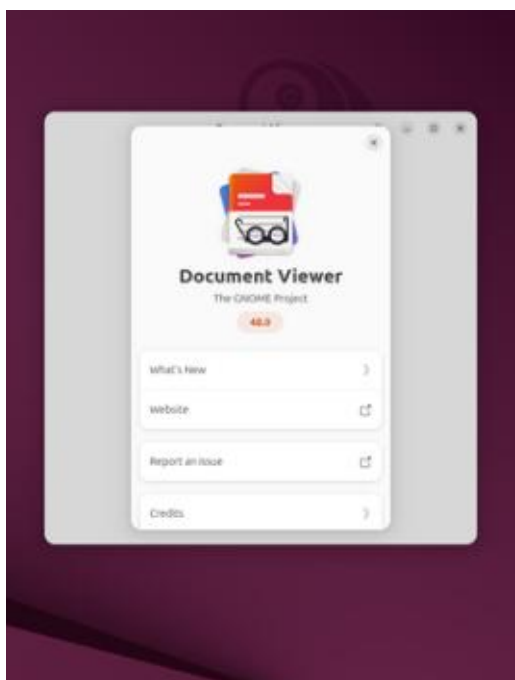 Document Viewer
The GNOME Project
48.0
What's New
Website
Report an Issue
Credits